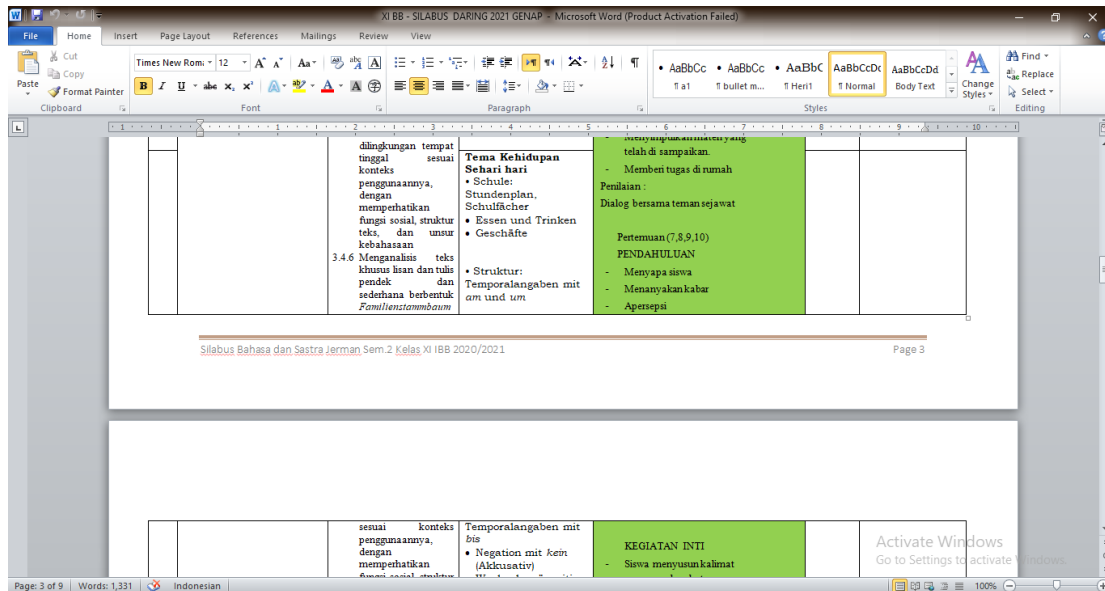 XI BB - SILABUS DARING 2021 GENAP - Microsoft Word (Product Activation Failed)
File Home Insert Page Layout References Mailings Review View
Cut
Copy
Format Painter
Paste
Clipboard
Times New Rom 12
Font
Paragraph
AaBbCc AaBbCc AaBbC AaBbCcDc AaBbCcDd
¶ a1 ¶ bullet m... ¶ Heri1 ¶ Normal Body Text
Change
Styles
Styles
Find
Replace
Select
Editing
dilingkungan tempat
tinggal sesuai
konteks
penggunaannya,
dengan
memperhatikan
fungsi sosial, struktur
teks, dan unsur
kebahasaan
3.4.6 Menganalisis teks
khusus lisan dan tulis
pendek dan
sederhana berbentuk
Familienstammbaum
Tema Kehidupan
Sehari hari
• Schule:
Stundenplan,
Schulfächer
• Essen und Trinken
• Geschäfte
• Struktur:
Temporalangaben mit
am und um
- Menyimpulkan materi yang
telah di sampaikan.
- Memberi tugas di rumah
Penilaian :
Dialog bersama teman sejawat
Pertemuan (7,8,9,10)
PENDAHULUAN
- Menyapa siswa
- Menanyakan kabar
- Apersepsi
Silabus Bahasa dan Sastra Jerman Sem.2 Kelas XI IBB 2020/2021 Page 3
sesuai konteks
penggunaannya,
dengan
memperhatikan
fungsi sosial, struktur
Temporalangaben mit
bis
• Negation mit kein
(Akkusativ)
KEGIATAN INTI
- Siswa menyusun kalimat
Activate Windows
Go to Settings to activate Windows.
Page: 3 of 9 Words: 1,331 Indonesian 100%